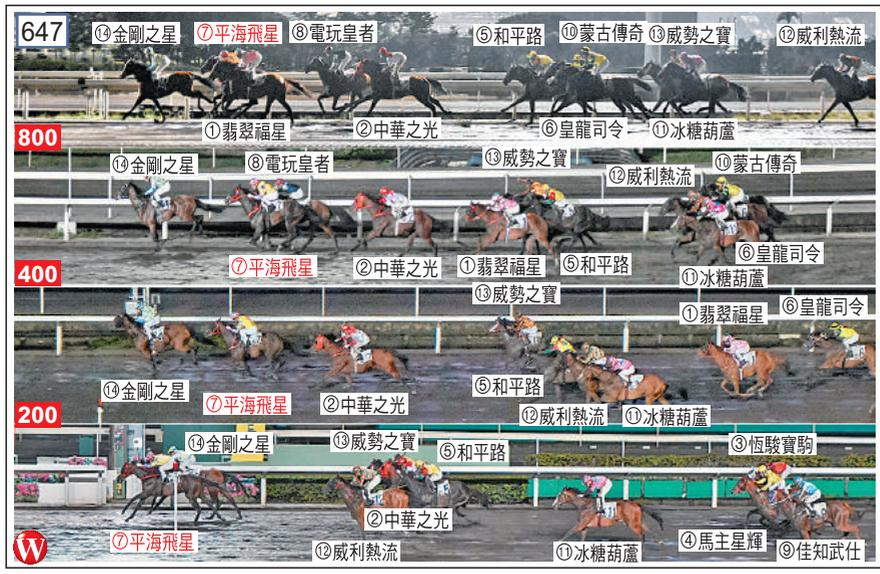 647
⑭金剛之星 ⑦平海飛星 ⑧電玩皇者 ⑤和平路 ⑩蒙古傳奇 ⑬威勢之寶 ⑫威利熱流
①翡翠福星 ②中華之光 ⑥皇龍司令 ⑪冰糖葫蘆
800
⑭金剛之星 ⑧電玩皇者 ⑬威勢之寶 ⑫威利熱流 ⑩蒙古傳奇
⑦平海飛星 ②中華之光 ①翡翠福星 ⑤和平路 ⑥皇龍司令
⑪冰糖葫蘆
400
⑬威勢之寶 ①翡翠福星 ⑥皇龍司令
⑭金剛之星 ⑦平海飛星 ②中華之光 ⑤和平路 ⑫威利熱流 ⑪冰糖葫蘆
200
⑭金剛之星 ⑬威勢之寶 ⑤和平路 ③恆駿寶駒
⑦平海飛星 ②中華之光 ⑫威利熱流 ⑪冰糖葫蘆 ④馬主星輝 ⑨佳知武仕
W